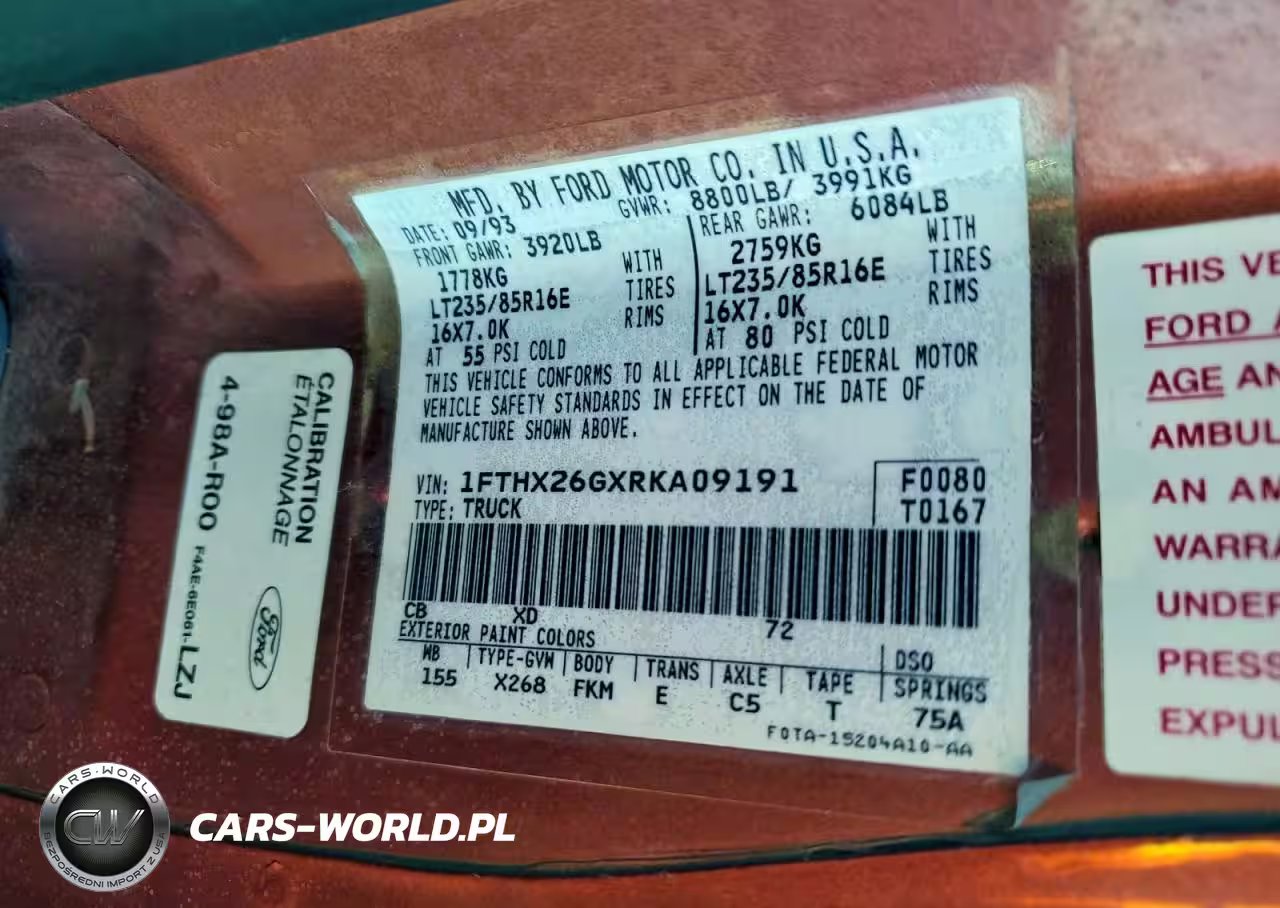 MFD. BY FORD MOTOR CO. IN U.S.A.
DATE: 09/93 GVWR: 8800LB/ 3991KG
FRONT GAWR: 3920LB
1778KG WITH
LT235/85R16E TIRES
16X7.0K RIMS
AT 55 PSI COLD
REAR GAWR: 6084LB
2759KG WITH
LT235/85R16E TIRES
16X7.0K RIMS
AT 80 PSI COLD
THIS VEHICLE CONFORMS TO ALL APPLICABLE FEDERAL MOTOR
VEHICLE SAFETY STANDARDS IN EFFECT ON THE DATE OF
MANUFACTURE SHOWN ABOVE.
VIN: 1FTHX26GXRKA09191 F0080
TYPE: TRUCK T0167
CB XD 72
EXTERIOR PAINT COLORS DSO
WB TYPE-GVW BODY TRANS AXLE TAPE SPRINGS
155 X268 FKM E C5 T 75A
F0TA-15204A10-AA
CALIBRATION
ÉTALONNAGE
4-98A-R00
Ford
F4AE-6E061-LZJ
THIS VE
FORD A
AGE AN
AMBUL
AN AM
WARRA
UNDER
PRESS
EXPUL
CARS-WORLD
CW
BEZPOŚREDNI IMPORT Z USA
CARS-WORLD.PL